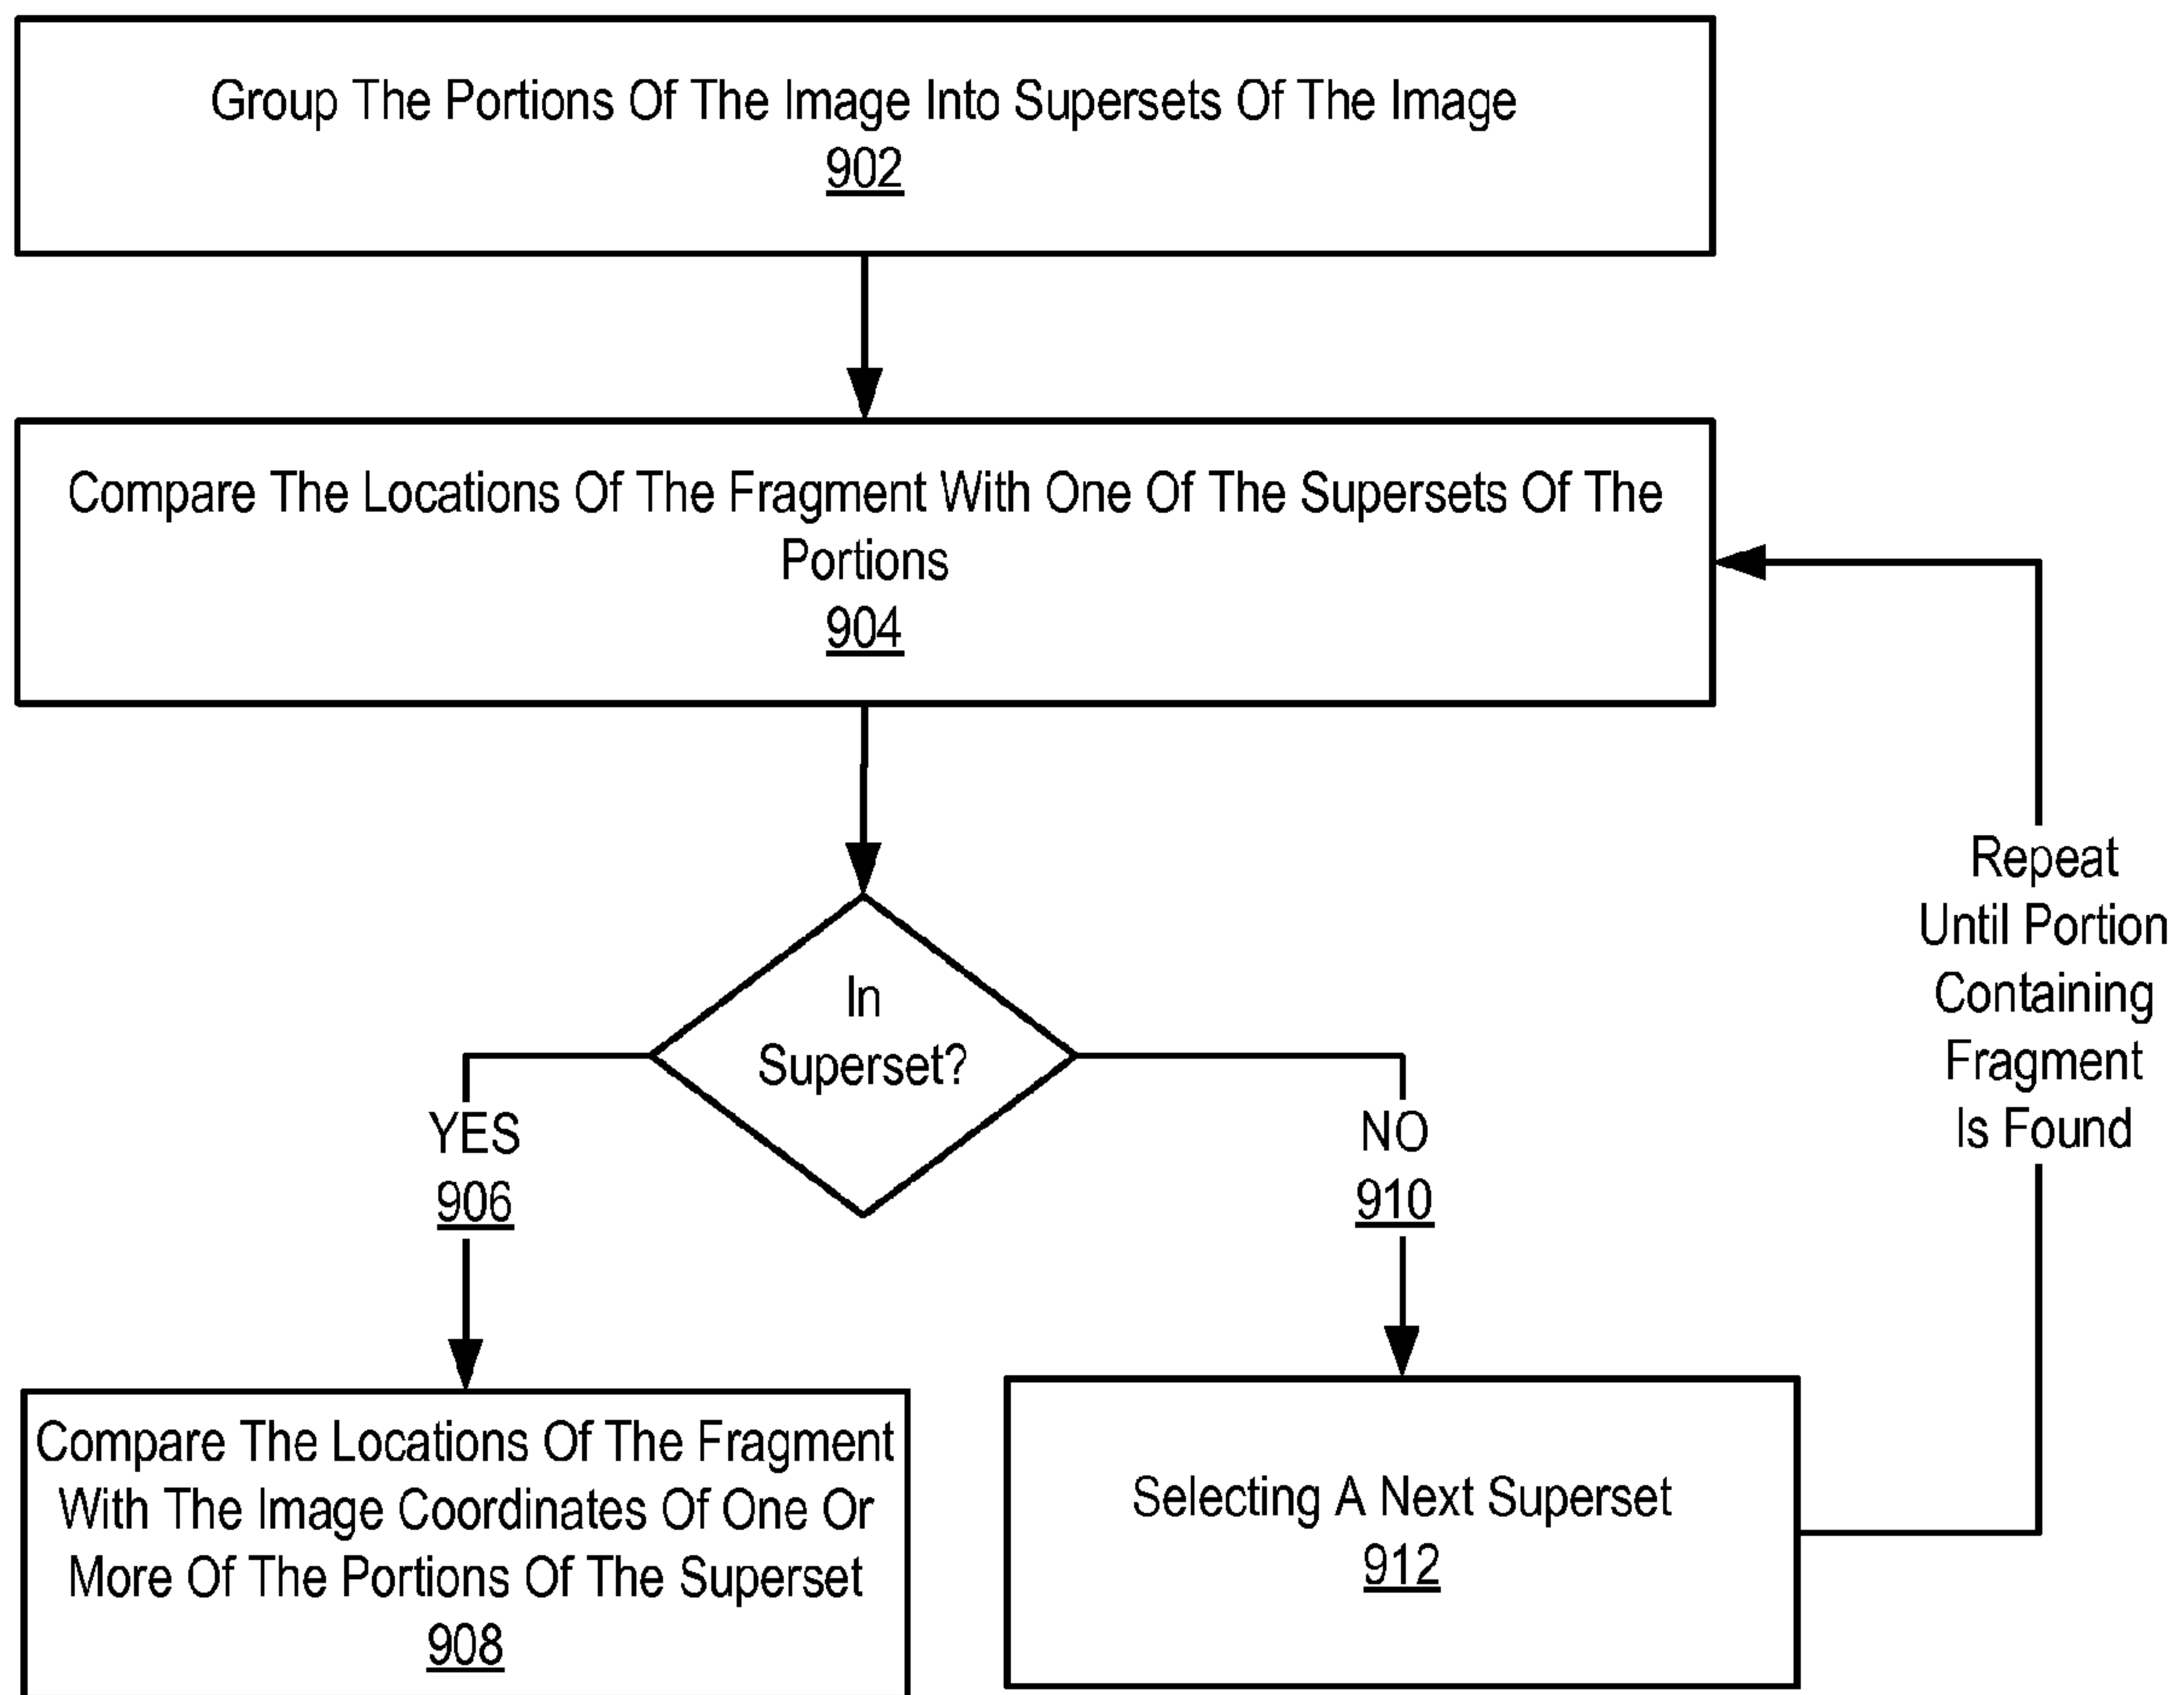 Group The Portions Of The Image Into Supersets Of The Image
902
Compare The Locations Of The Fragment With One Of The Supersets Of The
Portions
904
In
Superset?
YES
906
NO
910
Repeat
Until Portion
Containing
Fragment
Is Found
Compare The Locations Of The Fragment
With The Image Coordinates Of One Or
More Of The Portions Of The Superset
908
Selecting A Next Superset
912